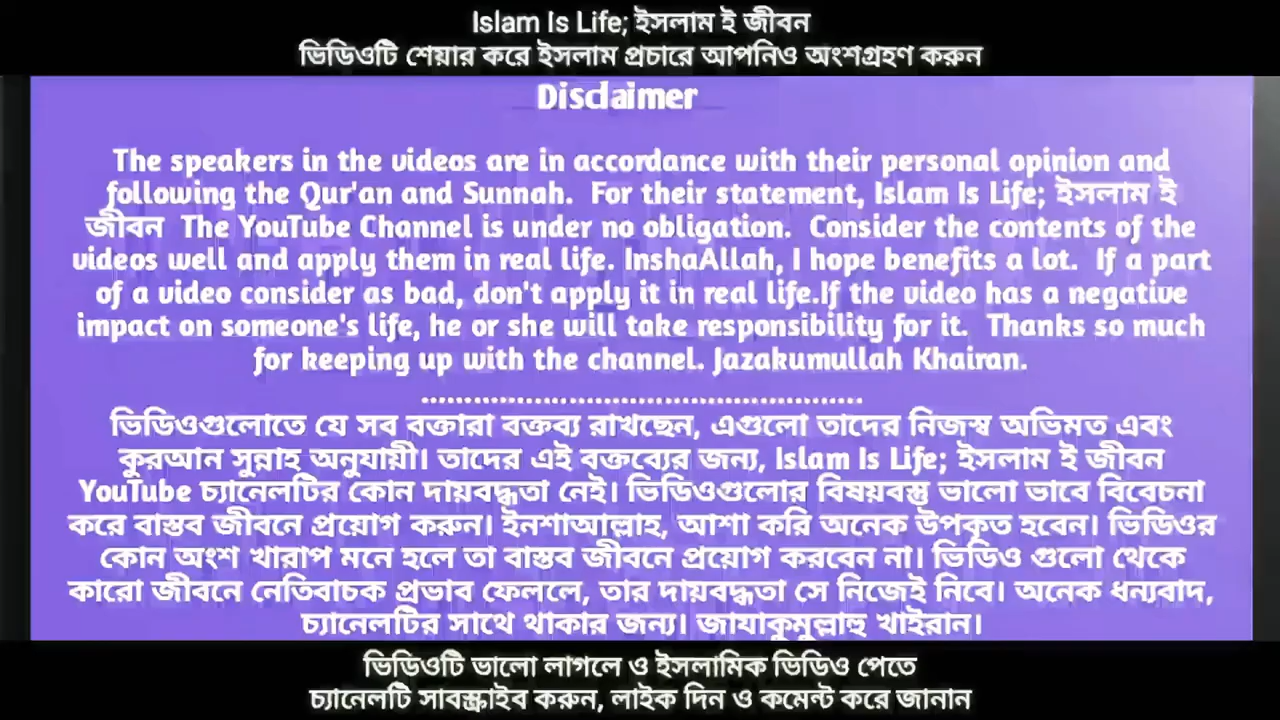 Islam Is Life; ইসলাম ই জীবন
ভিডিওটি শেয়ার করে ইসলাম প্রচারে আপনিও অংশগ্রহণ করুন
Disclaimer
The speakers in the videos are in accordance with their personal opinion and
following the Qur'an and Sunnah.  For their statement, Islam Is Life; ইসলাম ই
জীবন  The YouTube Channel is under no obligation.  Consider the contents of the
videos well and apply them in real life. InshaAllah, I hope benefits a lot.  If a part
of a video consider as bad, don't apply it in real life.If the video has a negative
impact on someone's life, he or she will take responsibility for it.  Thanks so much
for keeping up with the channel. Jazakumullah Khairan.
....................................................
ভিডিওগুলোতে যে সব বক্তারা বক্তব্য রাখছেন, এগুলো তাদের নিজস্ব অভিমত এবং
কুরআন সুন্নাহ অনুযায়ী। তাদের এই বক্তব্যের জন্য, Islam Is Life; ইসলাম ই জীবন
YouTube চ্যানেলটির কোন দায়বদ্ধতা নেই। ভিডিওগুলোর বিষয়বস্তু ভালো ভাবে বিবেচনা
করে বাস্তব জীবনে প্রয়োগ করুন। ইনশাআল্লাহ, আশা করি অনেক উপকৃত হবেন। ভিডিওর
কোন অংশ খারাপ মনে হলে তা বাস্তব জীবনে প্রয়োগ করবেন না। ভিডিও গুলো থেকে
কারো জীবনে নেতিবাচক প্রভাব ফেললে, তার দায়বদ্ধতা সে নিজেই নিবে। অনেক ধন্যবাদ,
চ্যানেলটির সাথে থাকার জন্য। জাযাকুমুল্লাহু খাইরান।
ভিডিওটি ভালো লাগলে ও ইসলামিক ভিডিও পেতে
চ্যানেলটি সাবস্ক্রাইব করুন, লাইক দিন ও কমেন্ট করে জানান